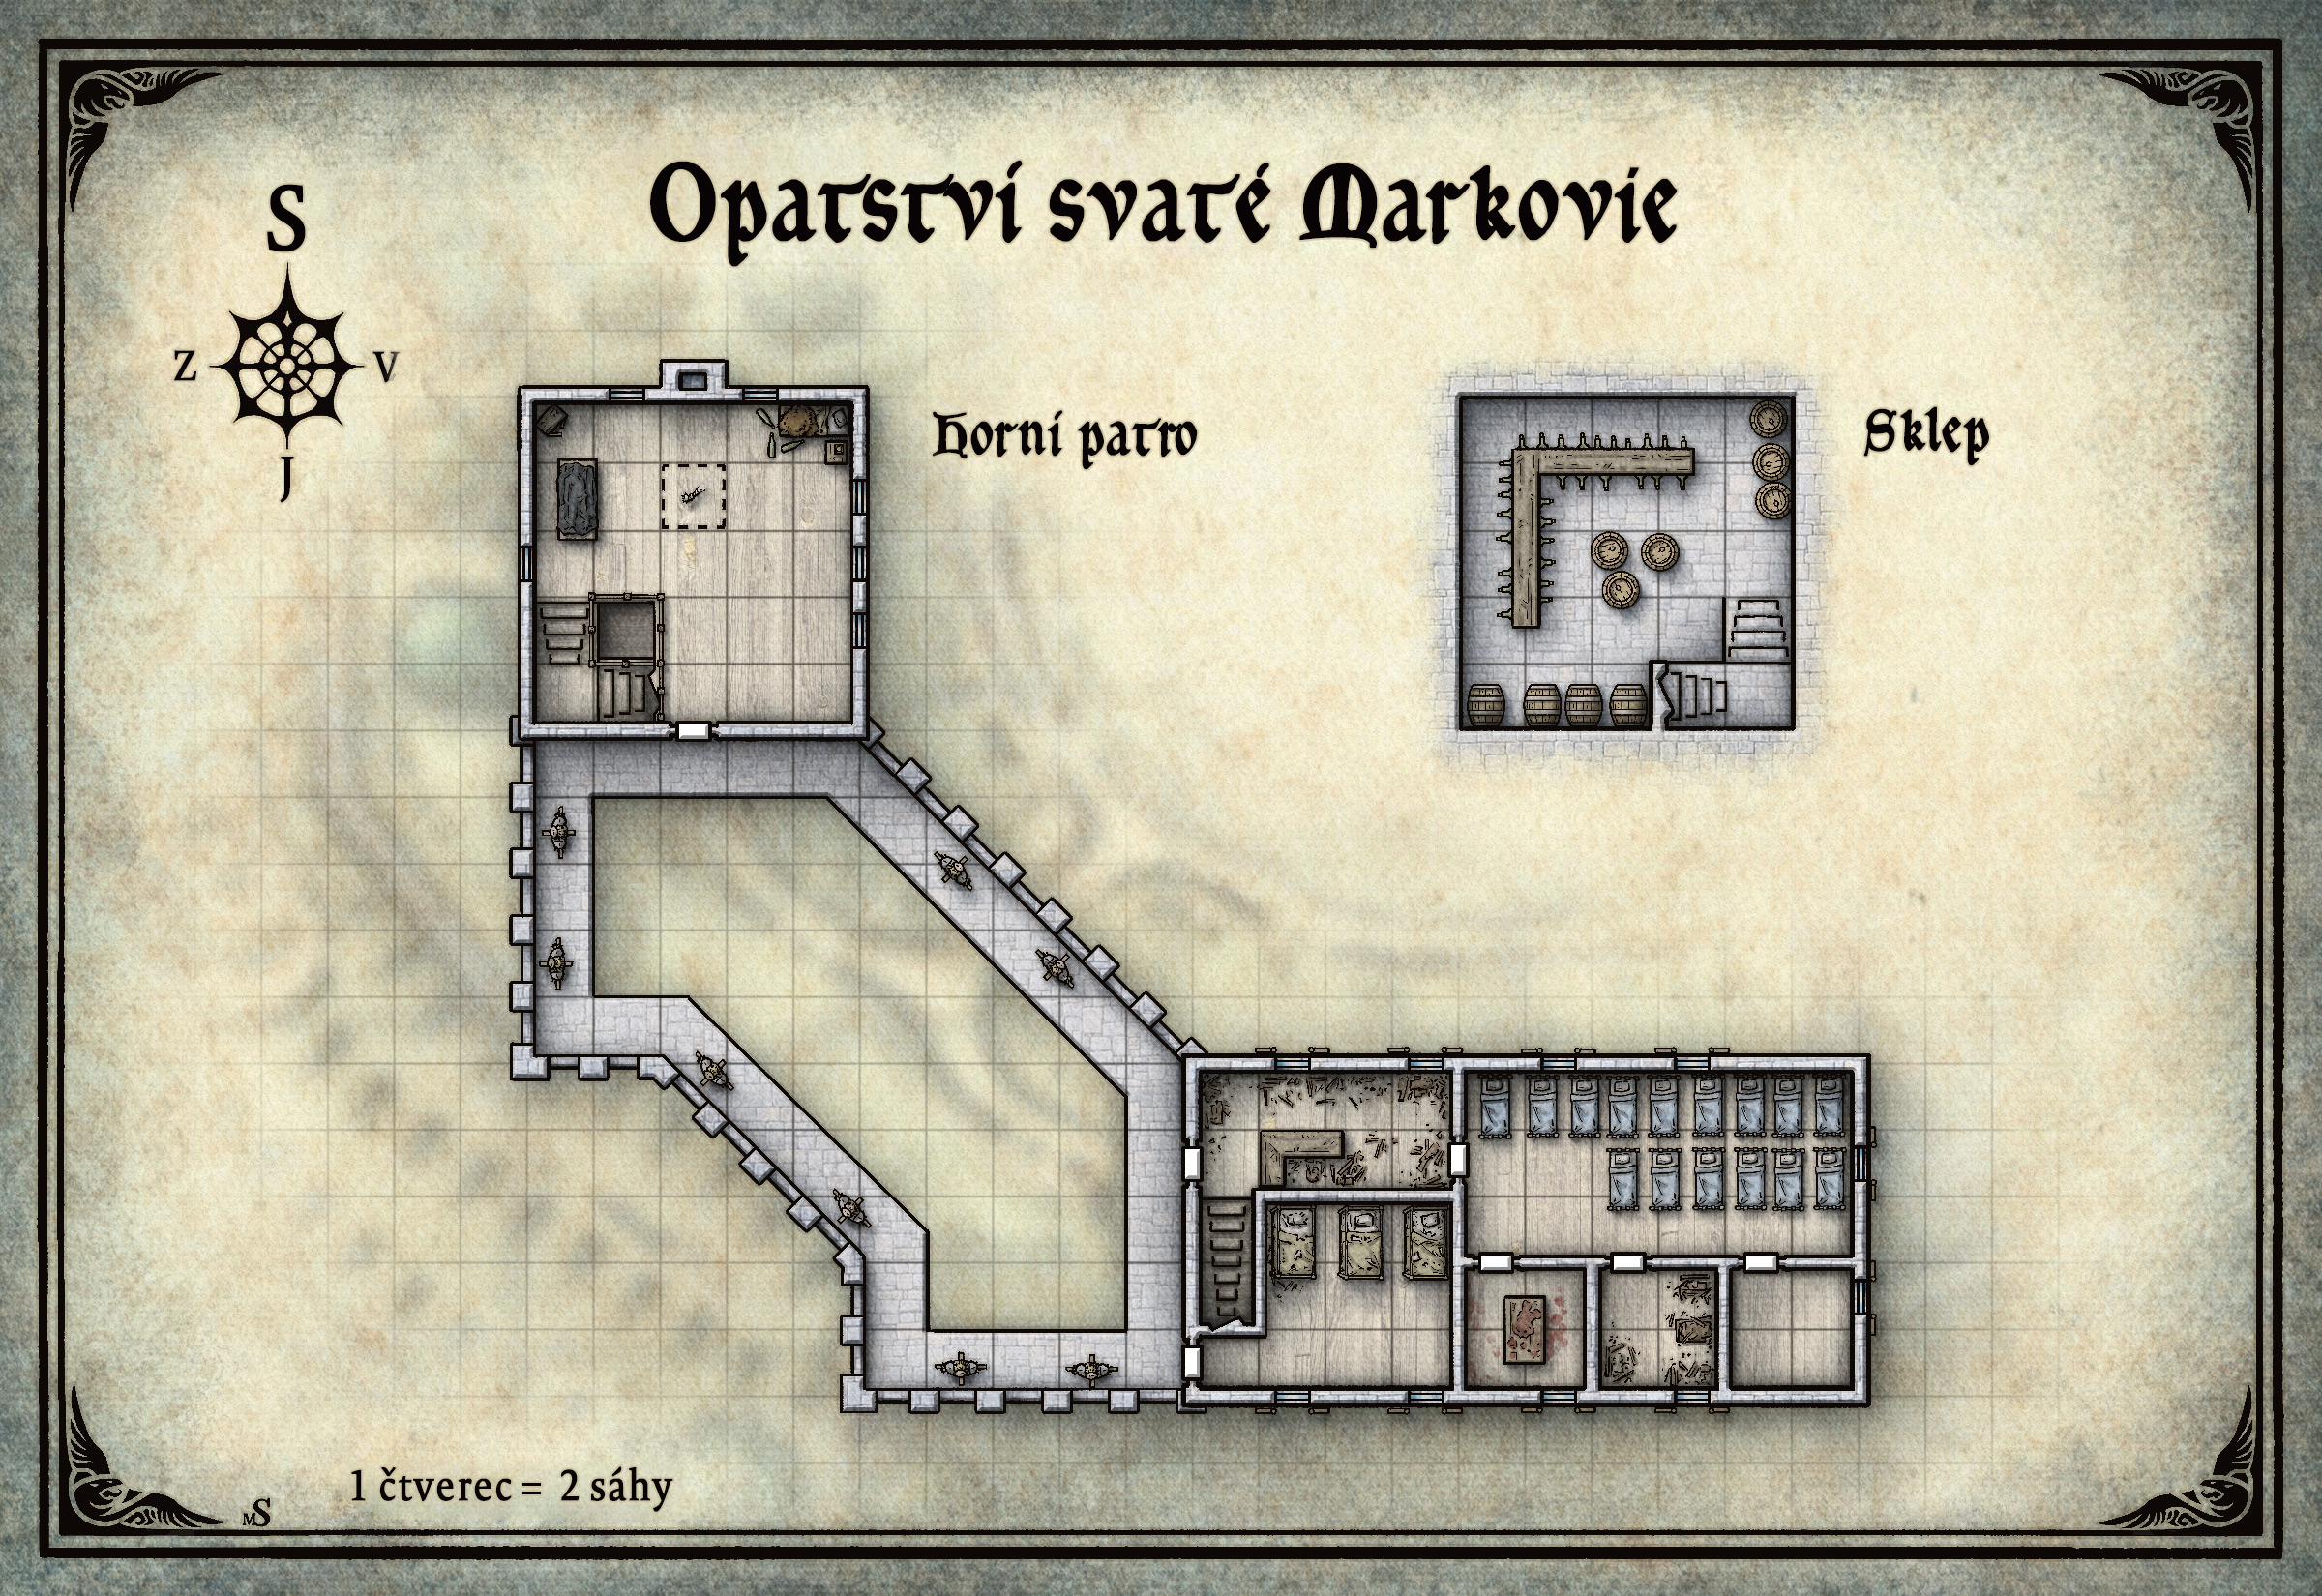 Opatství svaté Markovie
S
Z V
J
Horní patro
Sklep
1 čtverec = 2 sáhy
MS